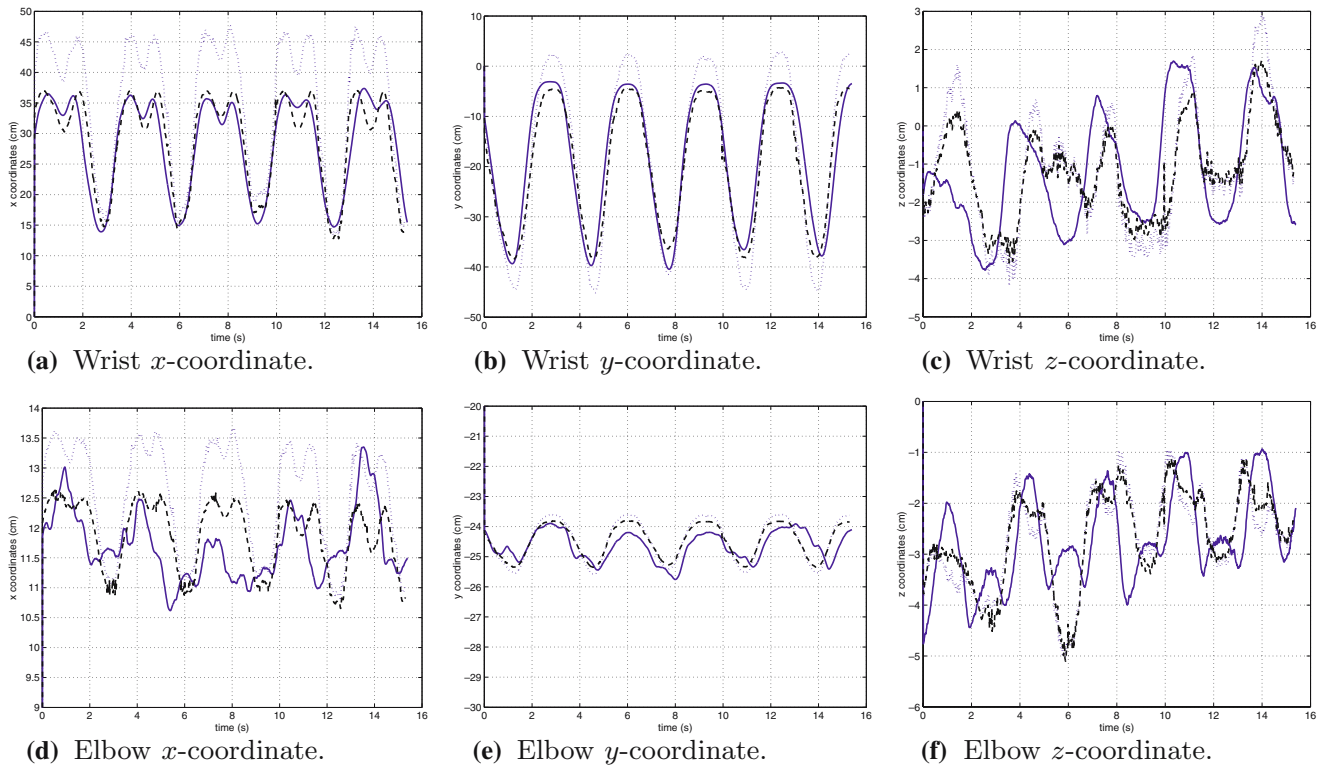 50
45
40
35
30
25
20
15
10
5
0
x coordinates (cm)
0 2 4 6 8 10 12 14 16
time (s)
(a) Wrist x-coordinate.
10
0
−10
−20
−30
−40
−50
y coordinates (cm)
0 2 4 6 8 10 12 14 16
time (s)
(b) Wrist y-coordinate.
3
2
1
0
−1
−2
−3
−4
−5
z coordinates (cm)
0 2 4 6 8 10 12 14 16
time (s)
(c) Wrist z-coordinate.
14
13.5
13
12.5
12
11.5
11
10.5
10
9.5
9
x coordinates (cm)
0 2 4 6 8 10 12 14 16
time (s)
(d) Elbow x-coordinate.
−20
−21
−22
−23
−24
−25
−26
−27
−28
−29
−30
y coordinates (cm)
0 2 4 6 8 10 12 14 16
time (s)
(e) Elbow y-coordinate.
0
−1
−2
−3
−4
−5
−6
z coordinates (cm)
0 2 4 6 8 10 12 14 16
time (s)
(f) Elbow z-coordinate.